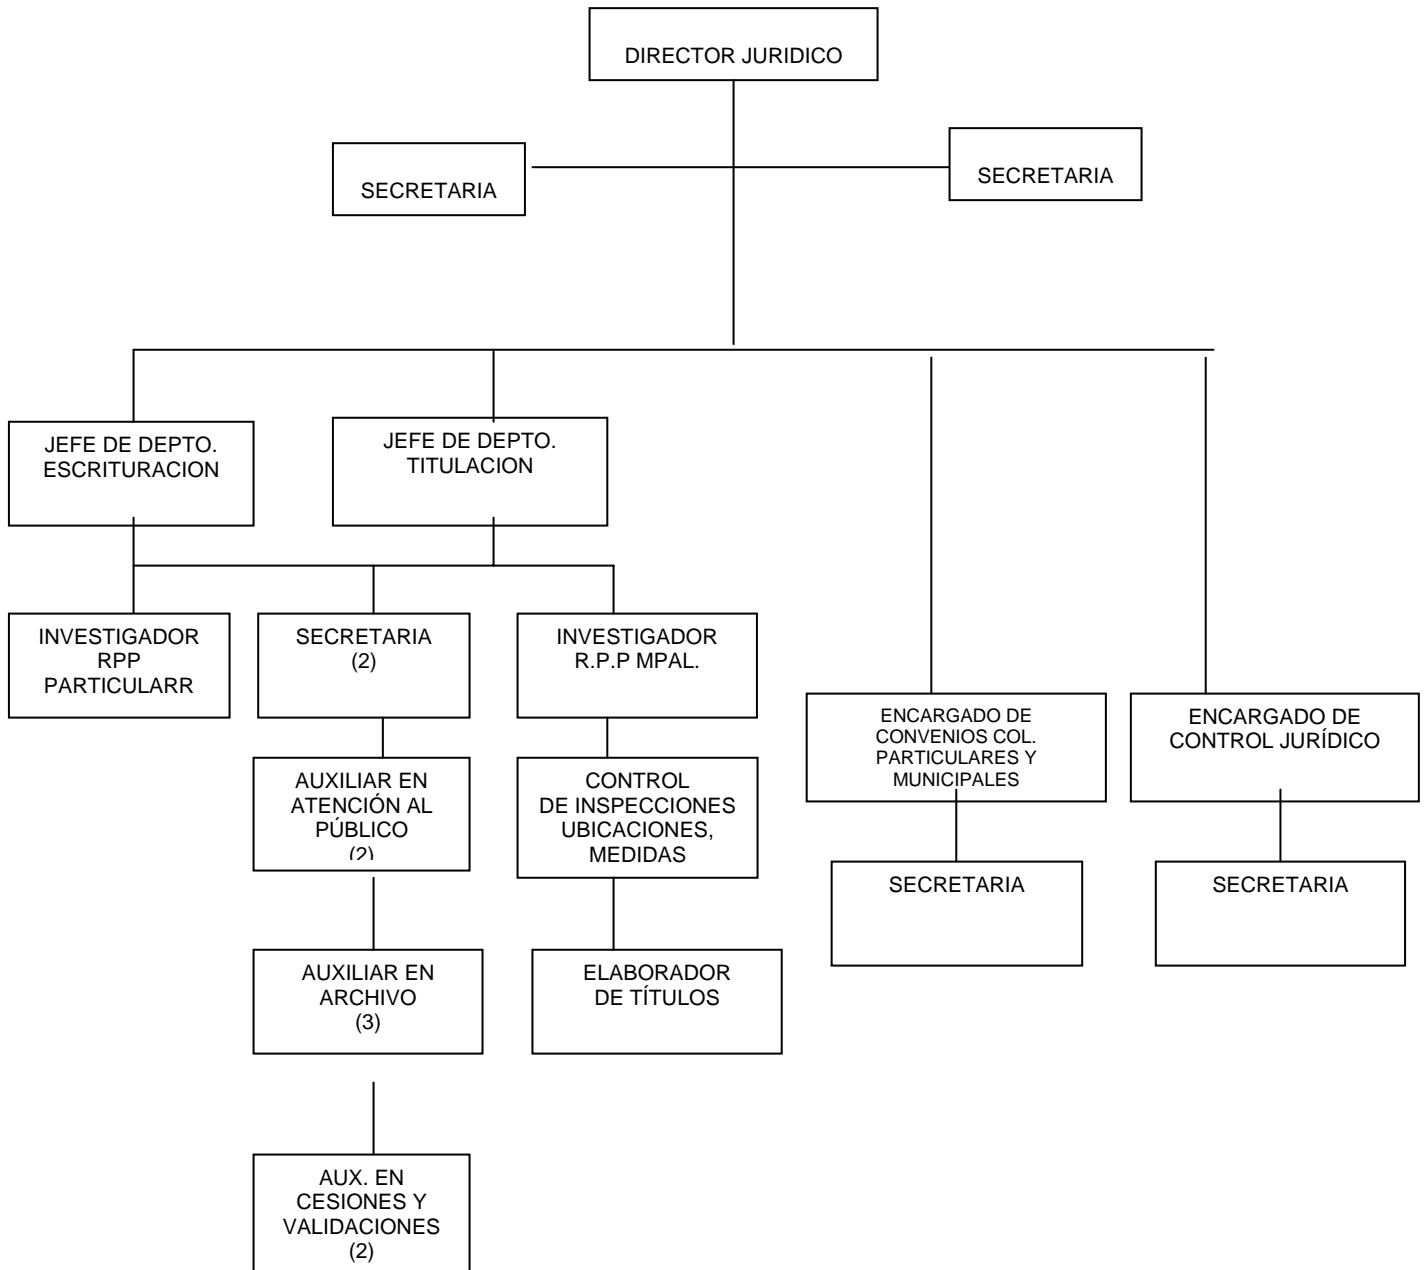 DIRECTOR JURIDICO
SECRETARIA
SECRETARIA
JEFE DE DEPTO.
ESCRITURACION
JEFE DE DEPTO.
TITULACION
INVESTIGADOR
RPP
PARTICULARR
SECRETARIA
(2)
INVESTIGADOR
R.P.P MPAL.
ENCARGADO DE
CONVENIOS COL.
PARTICULARES Y
MUNICIPALES
ENCARGADO DE
CONTROL JURÍDICO
AUXILIAR EN
ATENCIÓN AL
PÚBLICO
(2)
CONTROL
DE INSPECCIONES
UBICACIONES,
MEDIDAS
SECRETARIA
SECRETARIA
AUXILIAR EN
ARCHIVO
(3)
ELABORADOR
DE TÍTULOS
AUX. EN
CESIONES Y
VALIDACIONES
(2)